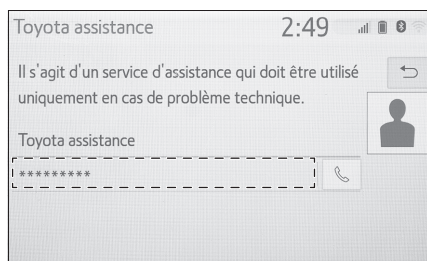 Toyota assistance 2:49
Il s'agit d'un service d'assistance qui doit être utilisé
uniquement en cas de problème technique.
Toyota assistance
*********